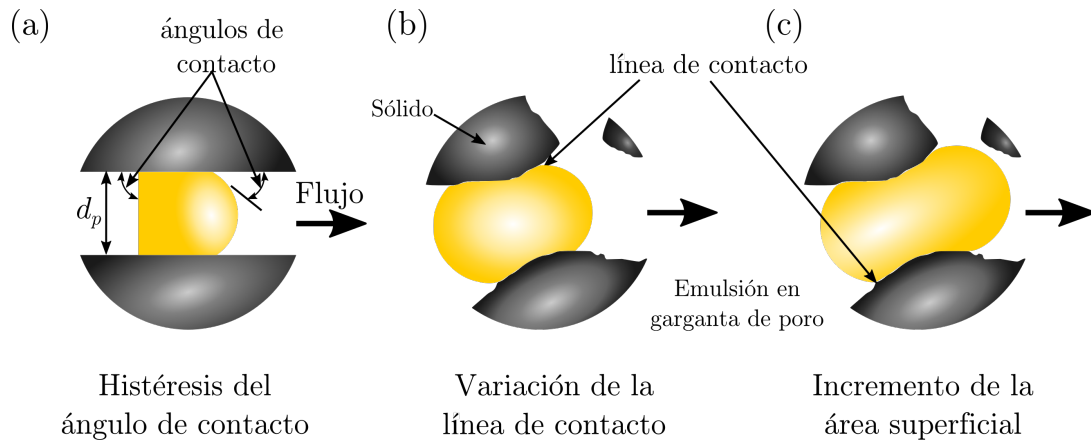 (a)
ángulos de
contacto
d_p
Flujo
Histéresis del
ángulo de contacto
(b)
línea de contacto
Sólido
Variación de la
línea de contacto
(c)
Emulsión en
garganta de poro
Incremento de la
área superficial